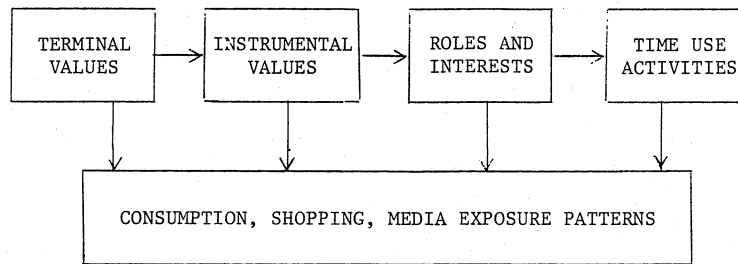 TERMINAL
VALUES
INSTRUMENTAL
VALUES
ROLES AND
INTERESTS
TIME USE
ACTIVITIES
CONSUMPTION, SHOPPING, MEDIA EXPOSURE PATTERNS